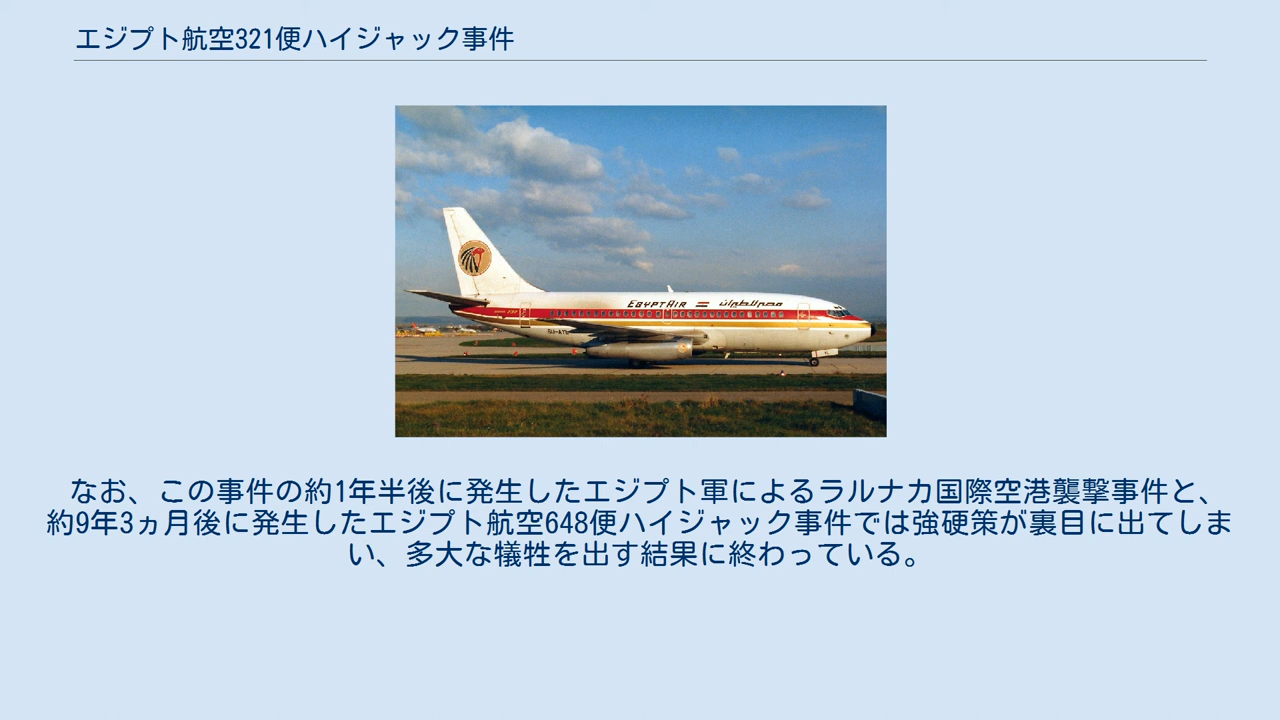 エジプト航空321便ハイジャック事件
EGYPTAIR
なお、この事件の約1年半後に発生したエジプト軍によるラルナカ国際空港襲撃事件と、
約9年3ヵ月後に発生したエジプト航空648便ハイジャック事件では強硬策が裏目に出てしま
い、多大な犠牲を出す結果に終わっている。